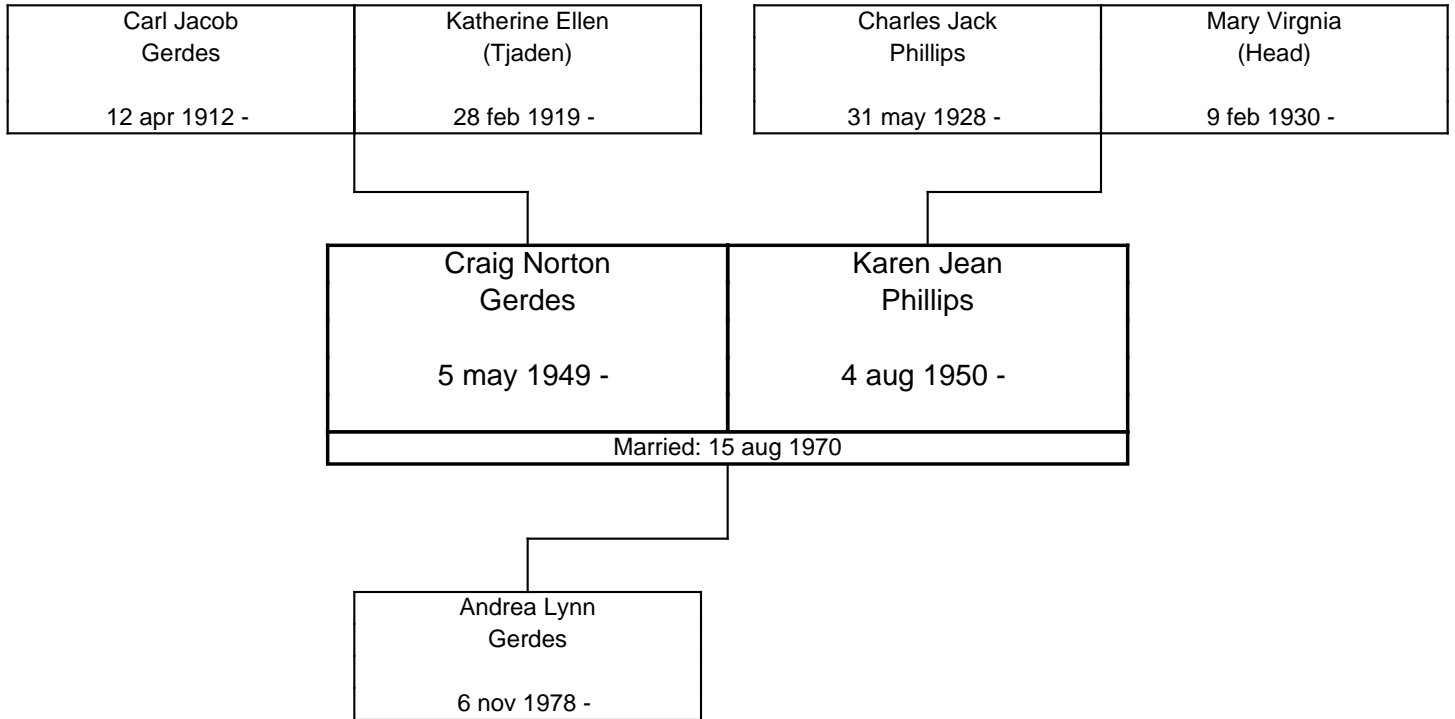 Carl Jacob
Gerdes
12 apr 1912 -
Katherine Ellen
(Tjaden)
28 feb 1919 -
Charles Jack
Phillips
31 may 1928 -
Mary Virgnia
(Head)
9 feb 1930 -
Craig Norton
Gerdes
5 may 1949 -
Karen Jean
Phillips
4 aug 1950 -
Married: 15 aug 1970
Andrea Lynn
Gerdes
6 nov 1978 -